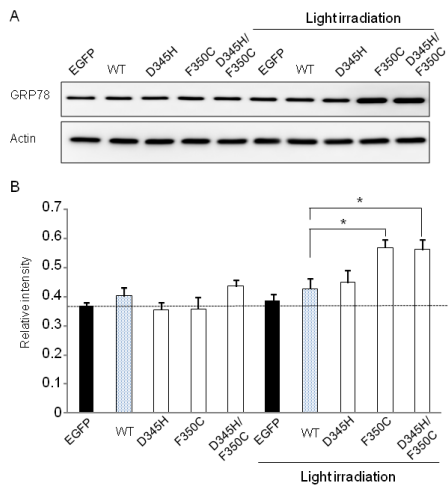 A
Light irradiation
EGFP WT D345H F350C D345H/ F350C EGFP WT D345H F350C D345H/ F350C
GRP78
Actin
B
Relative intensity
0.7
0.6
0.5
0.4
0.3
0.2
0.1
0
*
*
EGFP WT D345H F350C D345H/ F350C EGFP WT D345H F350C D345H/ F350C
Light irradiation